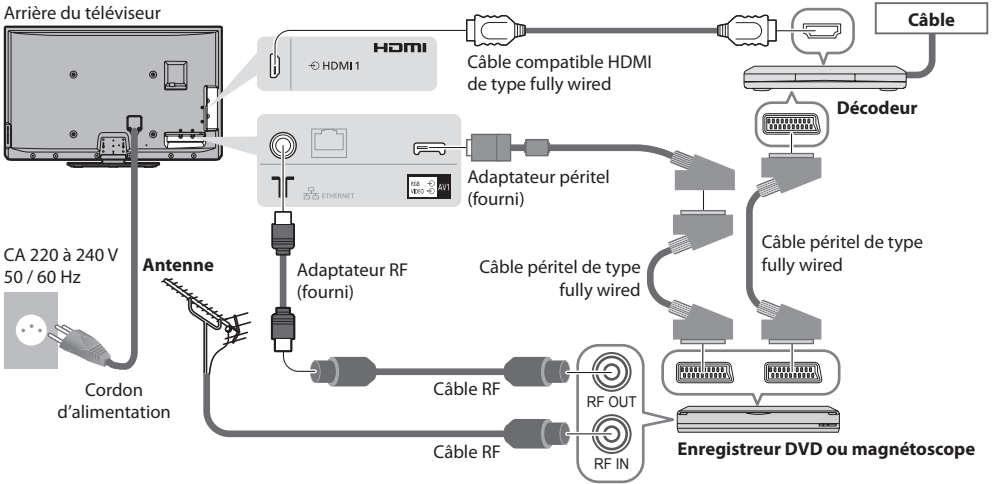 Arrière du téléviseur
HDMI
HDMI 1
Câble compatible HDMI
de type fully wired
Câble
Décodeur
ETHERNET
RGB
VIDEO
AV1
Adaptateur péritel
(fourni)
CA 220 à 240 V
50 / 60 Hz
Antenne
Adaptateur RF
(fourni)
Câble péritel de type
fully wired
Câble péritel de type
fully wired
Cordon
d'alimentation
Câble RF
RF OUT
Câble RF
RF IN
Enregistreur DVD ou magnétoscope